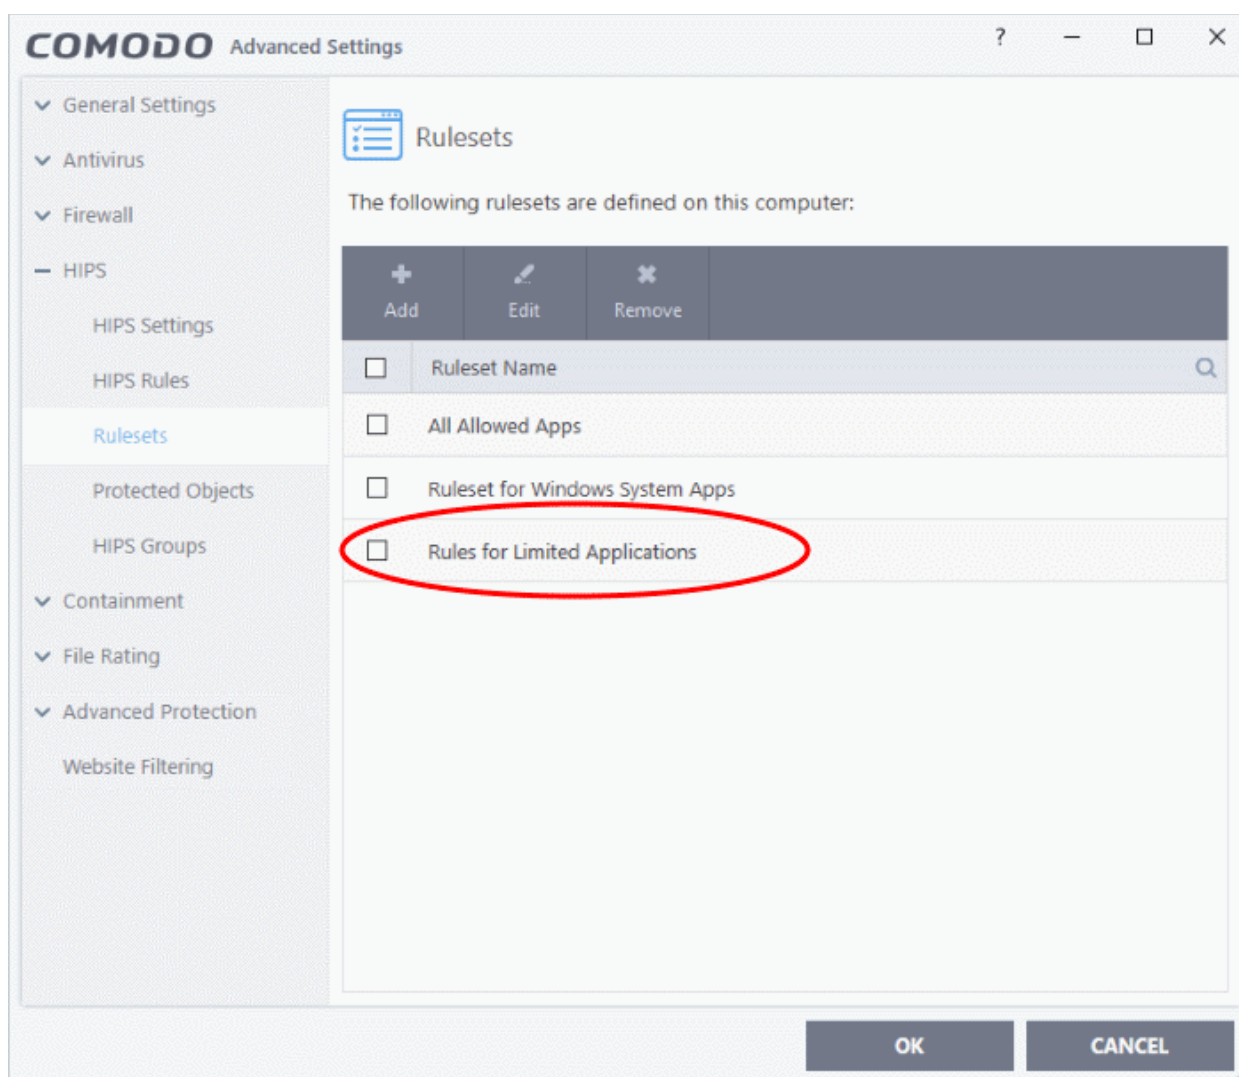 COMODO Advanced Settings ?
General Settings
Antivirus
Firewall
HIPS
HIPS Settings
HIPS Rules
Rulesets
Protected Objects
HIPS Groups
Containment
File Rating
Advanced Protection
Website Filtering
Rulesets
The following rulesets are defined on this computer:
Add Edit Remove
Ruleset Name
All Allowed Apps
Ruleset for Windows System Apps
Rules for Limited Applications
OK CANCEL